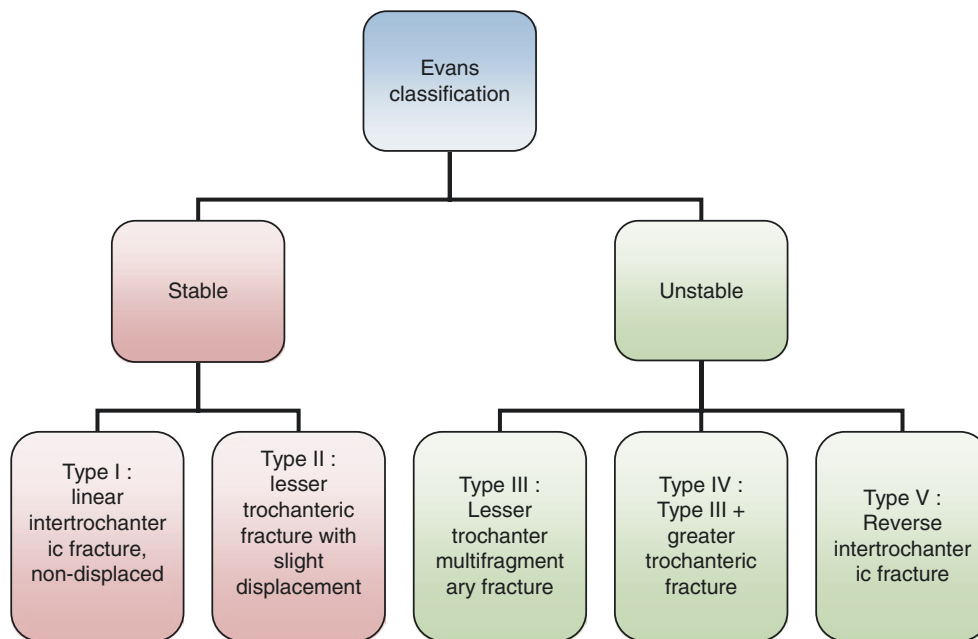 Evans
classification
Stable
Unstable
Type I :
linear
intertrochanter
ic fracture,
non-displaced
Type II :
lesser
trochanteric
fracture with
slight
displacement
Type III :
Lesser
trochanter
multifragment
ary fracture
Type IV :
Type III +
greater
trochanteric
fracture
Type V :
Reverse
intertrochanter
ic fracture